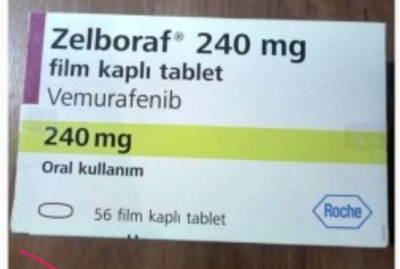 Zelboraf® 240 mg
film kaplı tablet
Vemurafenib
240 mg
Oral kullanım
56 film kaplı tablet
Roche